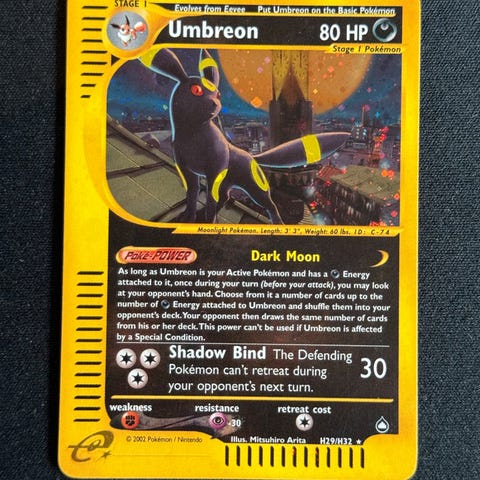 STAGE 1
Evolves from Eevee Put Umbreon on the Basic Pokémon
Umbreon 80 HP
Stage 1 Pokémon
Moonlight Pokémon. Length: 3' 3", Weight: 60 lbs. ID: C-74
Poké-POWER Dark Moon
As long as Umbreon is your Active Pokémon and has a Energy
attached to it, once during your turn (before your attack), you may look
at your opponent's hand. Choose from it a number of cards up to the
number of Energy attached to Umbreon and shuffle them into your
opponent's deck. Your opponent then draws the same number of cards
from his or her deck. This power can't be used if Umbreon is affected
by a Special Condition.
Shadow Bind The Defending
Pokémon can't retreat during
your opponent's next turn.
30
weakness resistance retreat cost
-30
© 2002 Pokémon / Nintendo Illus. Mitsuhiro Arita H29/H32 ★
e